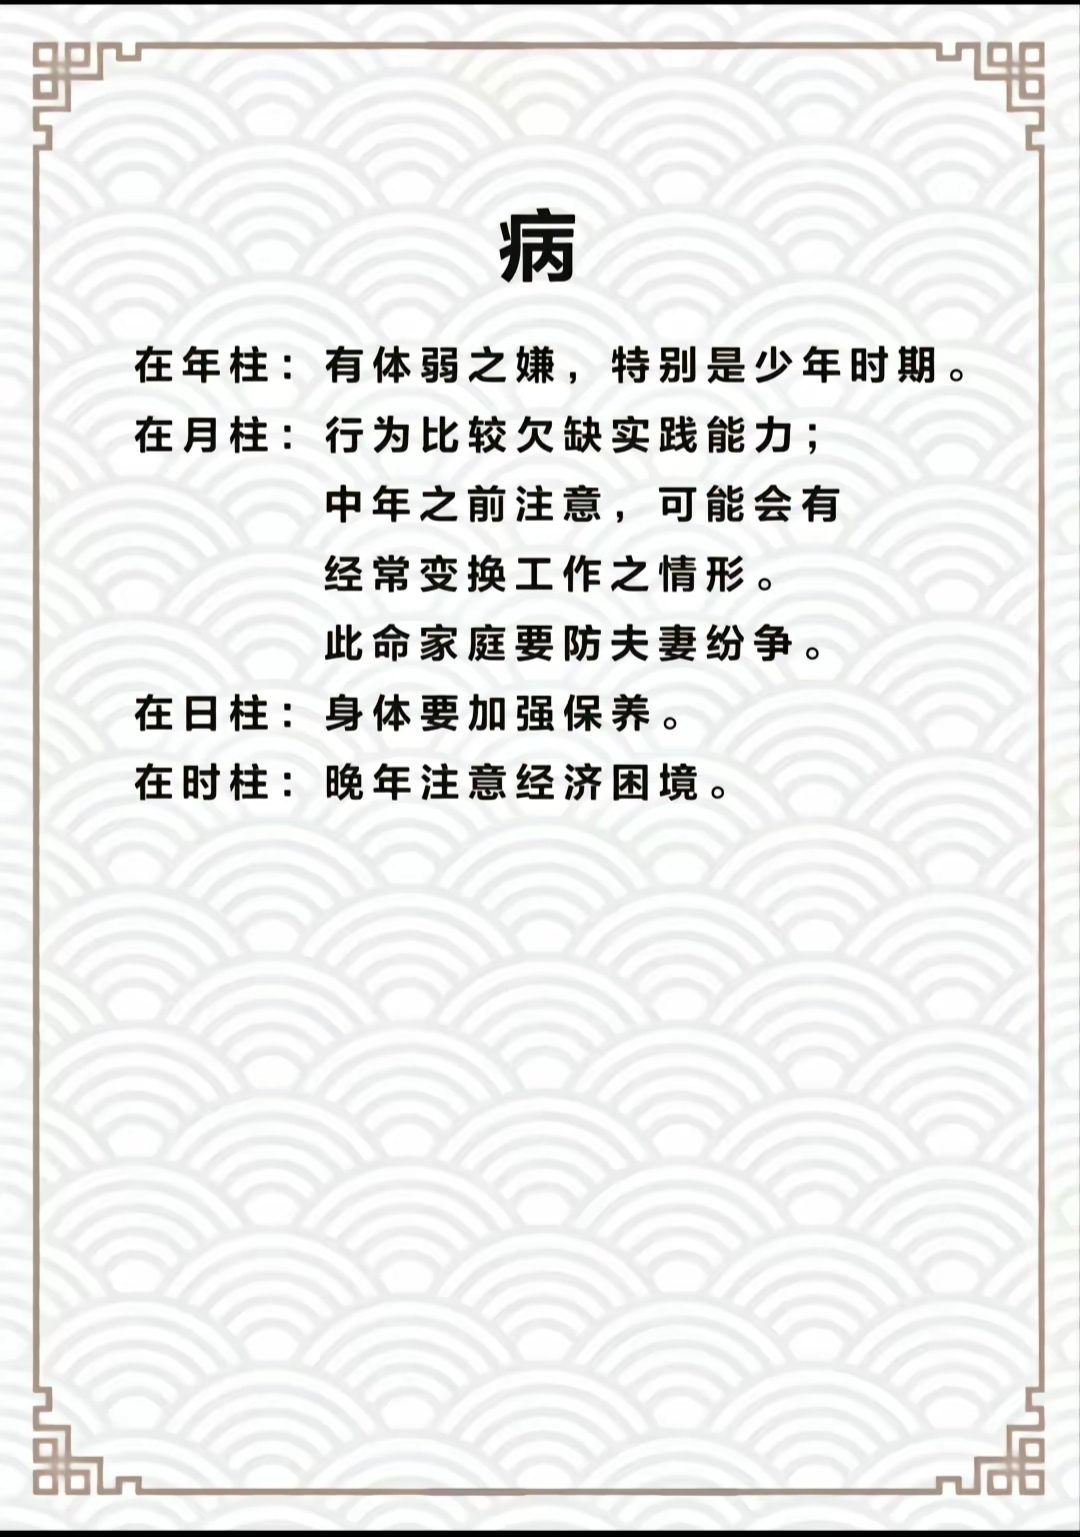 病
在年柱：有体弱之嫌，特别是少年时期。
在月柱：行为比较欠缺实践能力；
中年之前注意，可能会有
经常变换工作之情形。
此命家庭要防夫妻纷争。
在日柱：身体要加强保养。
在时柱：晚年注意经济困境。